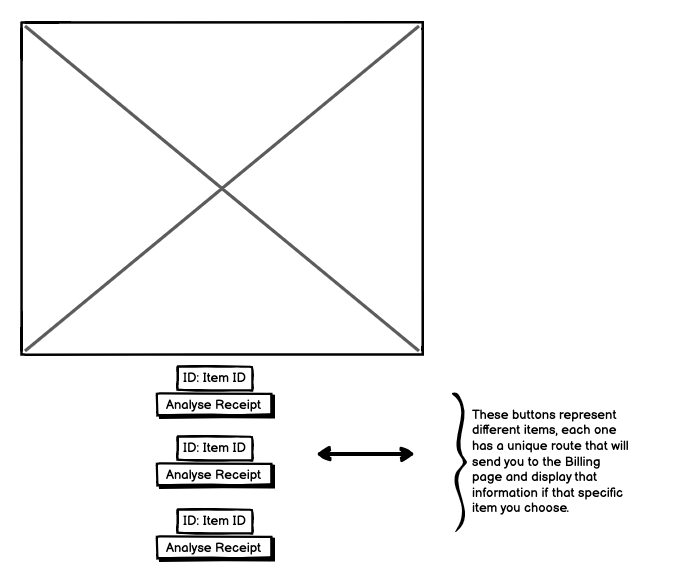 ID: Item ID
Analyse Receipt
ID: Item ID
Analyse Receipt
ID: Item ID
Analyse Receipt
These buttons represent
different items, each one
has a unique route that will
send you to the Billing
page and display that
information if that specific
item you choose.